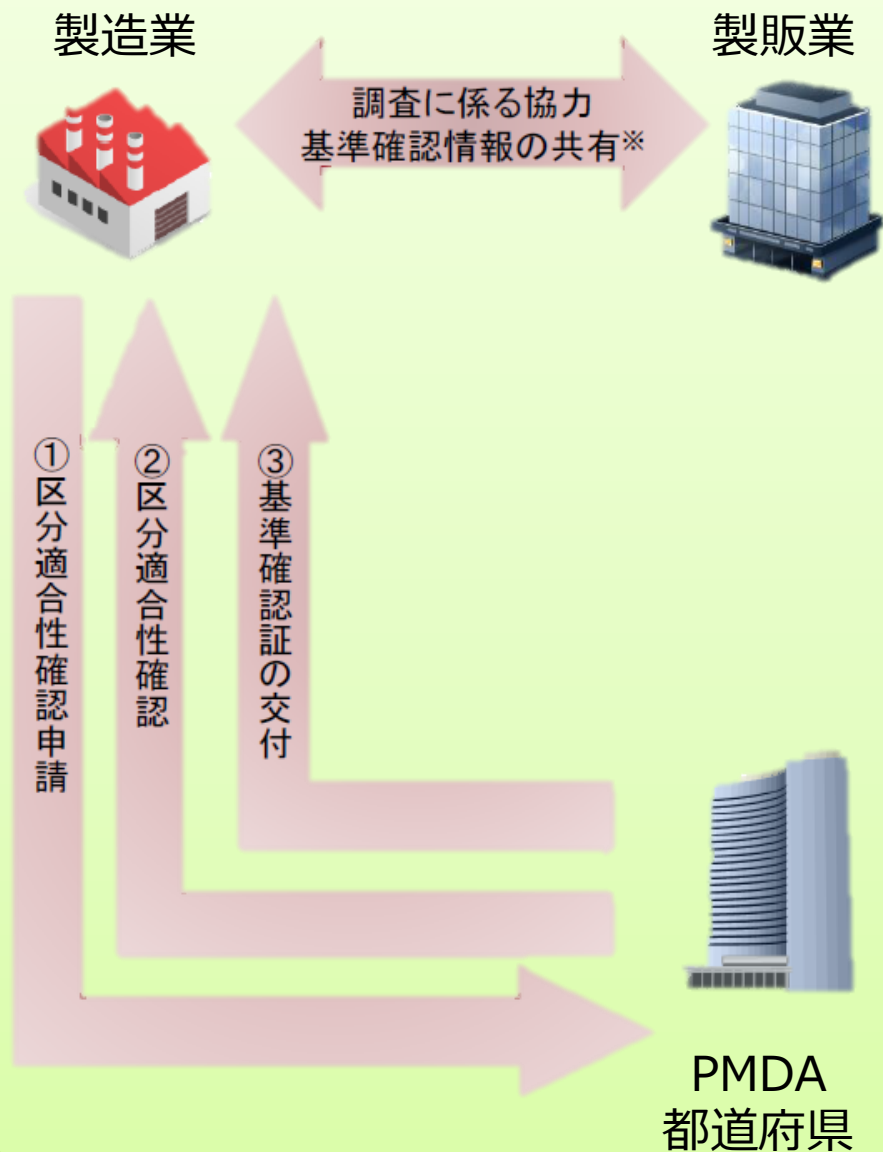 製造業
製販業
調査に係る協力
基準確認情報の共有※
①区分適合性確認申請
②区分適合性確認
③基準確認証の交付
PMDA
都道府県